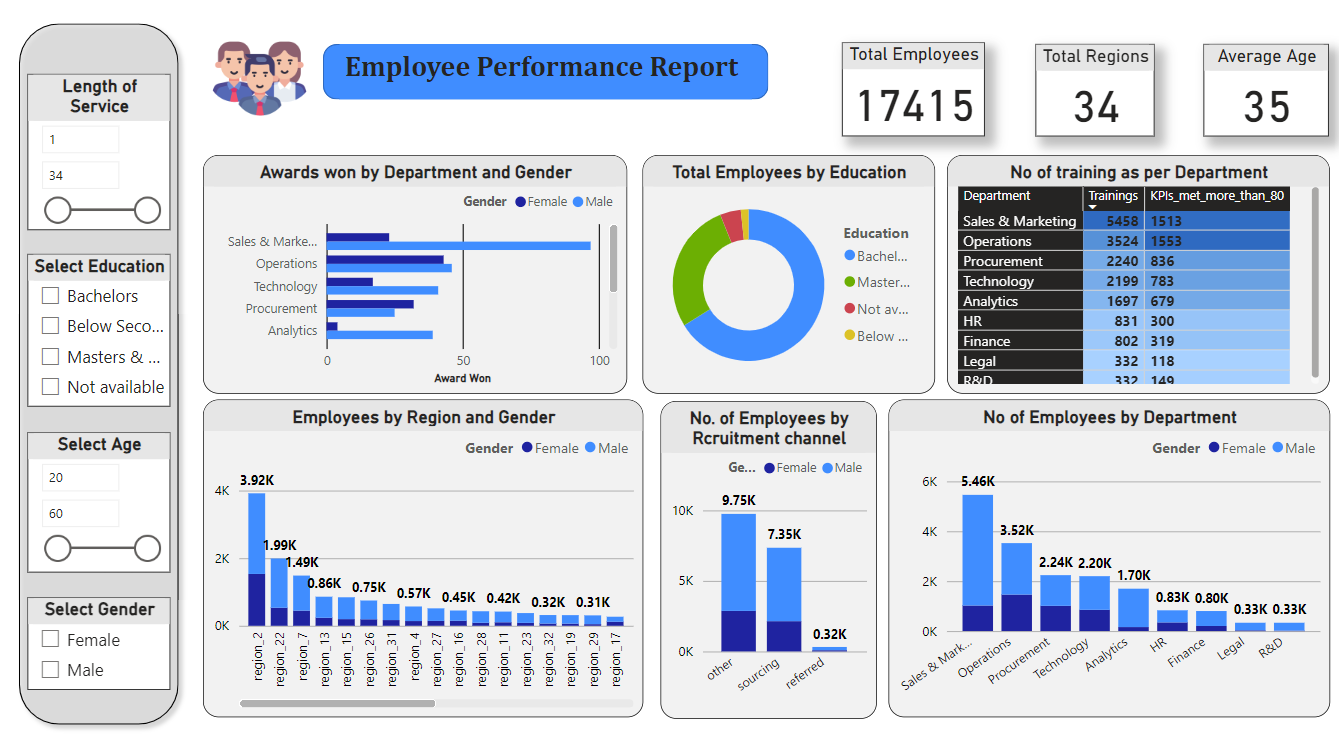 Employee Performance Report
Total Employees
17415
Total Regions
34
Average Age
35
Length of
Service
1
34
Select Education
Bachelors
Below Seco...
Masters & ...
Not available
Select Age
20
60
Select Gender
Female
Male
Awards won by Department and Gender
Gender Female Male
Sales & Marke...
Operations
Technology
Procurement
Analytics
0 50 100
Award Won
Total Employees by Education
Education
Bachel...
Master...
Not av...
Below ...
No of training as per Department
Department Trainings KPIs_met_more_than_80
Sales & Marketing 5458 1513
Operations 3524 1553
Procurement 2240 836
Technology 2199 783
Analytics 1697 679
HR 831 300
Finance 802 319
Legal 332 118
R&D 332 149
Employees by Region and Gender
Gender Female Male
4K
2K
0K
3.92K
1.99K
1.49K
0.86K
0.75K
0.57K
0.45K
0.42K
0.32K
0.31K
region_2
region_22
region_7
region_13
region_15
region_26
region_31
region_4
region_27
region_16
region_28
region_11
region_23
region_32
region_19
region_29
region_17
No. of Employees by
Rcruitment channel
Ge... Female Male
10K
5K
0K
9.75K
7.35K
0.32K
other
sourcing
referred
No of Employees by Department
Gender Female Male
6K
4K
2K
0K
5.46K
3.52K
2.24K
2.20K
1.70K
0.83K
0.80K
0.33K
0.33K
Sales & Mark...
Operations
Procurement
Technology
Analytics
HR
Finance
Legal
R&D